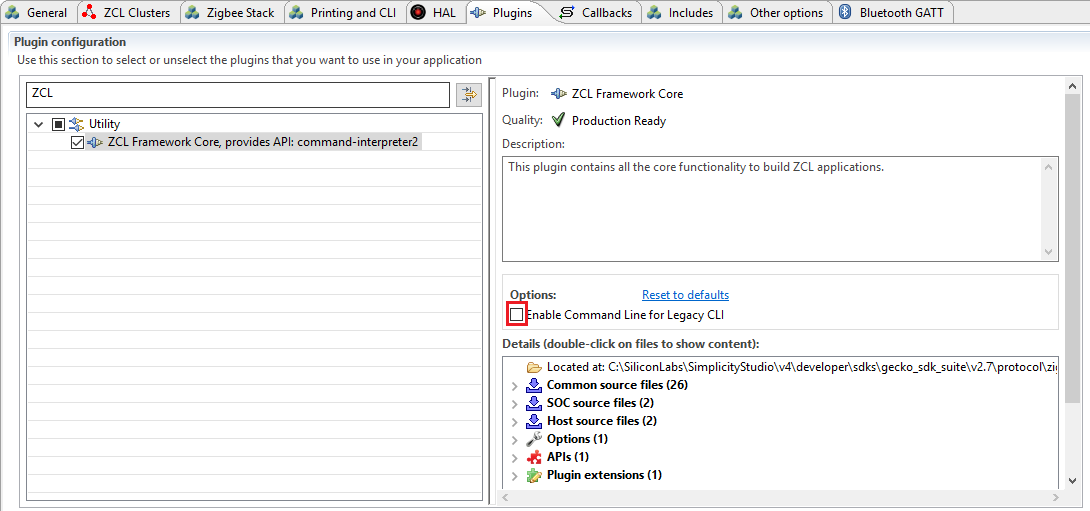 General ZCL Clusters Zigbee Stack Printing and CLI HAL Plugins Callbacks Includes Other options Bluetooth GATT
Plugin configuration
Use this section to select or unselect the plugins that you want to use in your application
ZCL
Utility
ZCL Framework Core, provides API: command-interpreter2
Plugin: ZCL Framework Core
Quality: Production Ready
Description:
This plugin contains all the core functionality to build ZCL applications.
Options: Reset to defaults
Enable Command Line for Legacy CLI
Details (double-click on files to show content):
Located at: C:\SiliconLabs\SimplicityStudio\v4\developer\sdks\gecko_sdk_suite\v2.7\protocol\zig
Common source files (26)
SOC source files (2)
Host source files (2)
Options (1)
APIs (1)
Plugin extensions (1)